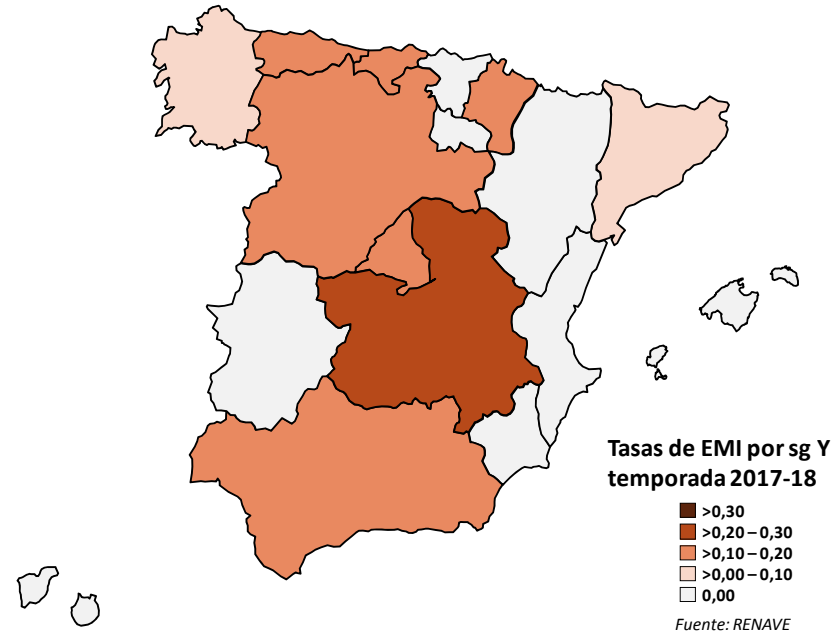 Tasas de EMI por sg Y
temporada 2017-18
>0,30
>0,20 – 0,30
>0,10 – 0,20
>0,00 – 0,10
0,00
Fuente: RENAVE